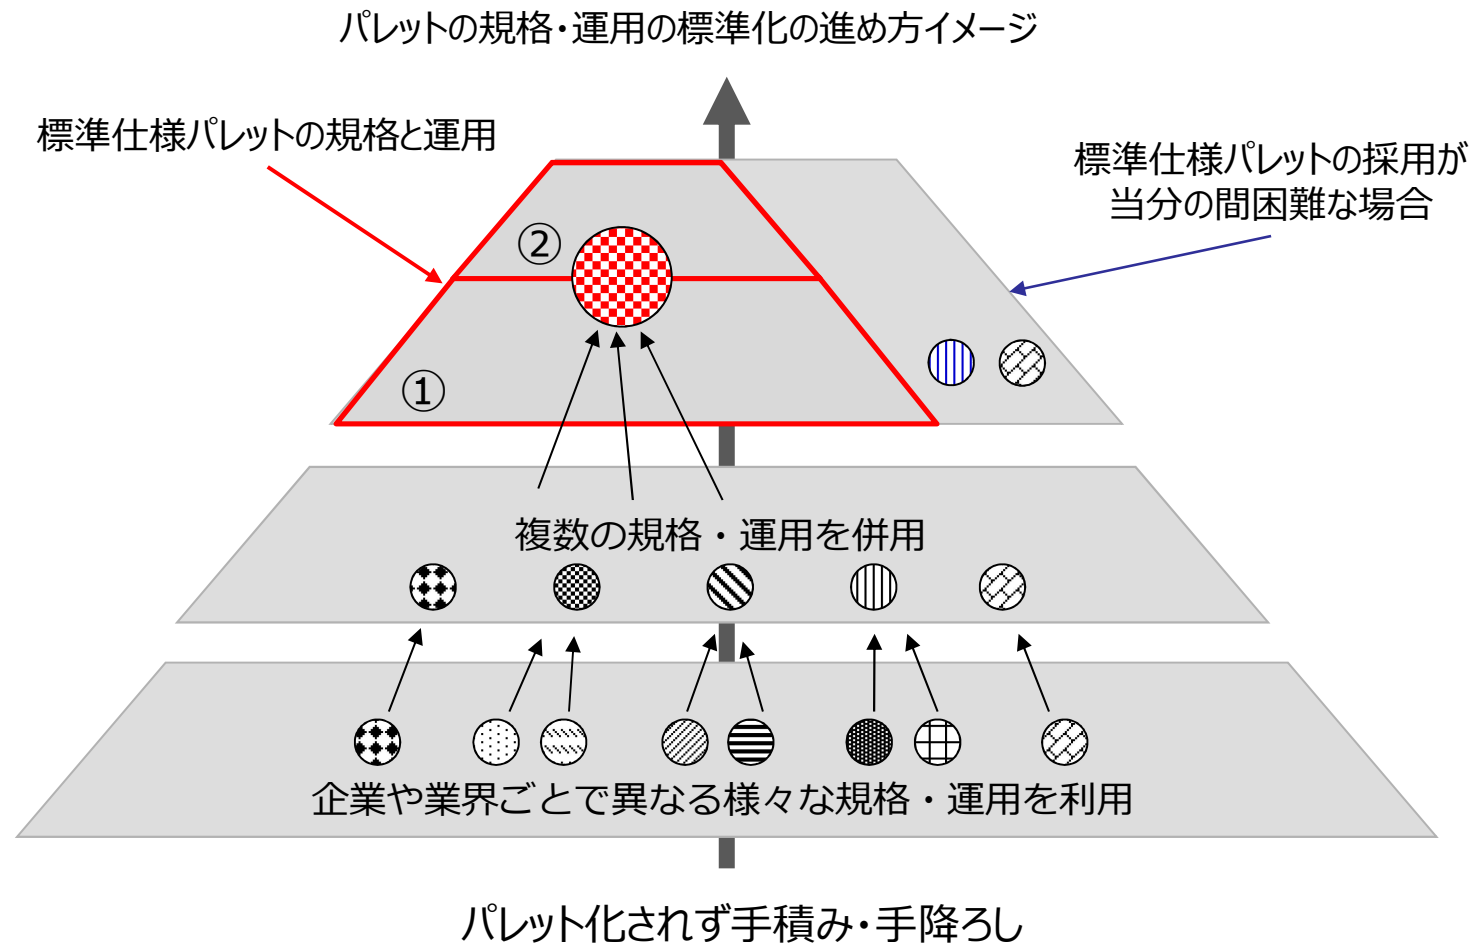 パレットの規格・運用の標準化の進め方イメージ
標準仕様パレットの規格と運用
標準仕様パレットの採用が
当分の間困難な場合
②
①
複数の規格・運用を併用
企業や業界ごとで異なる様々な規格・運用を利用
パレット化されず手積み・手降ろし